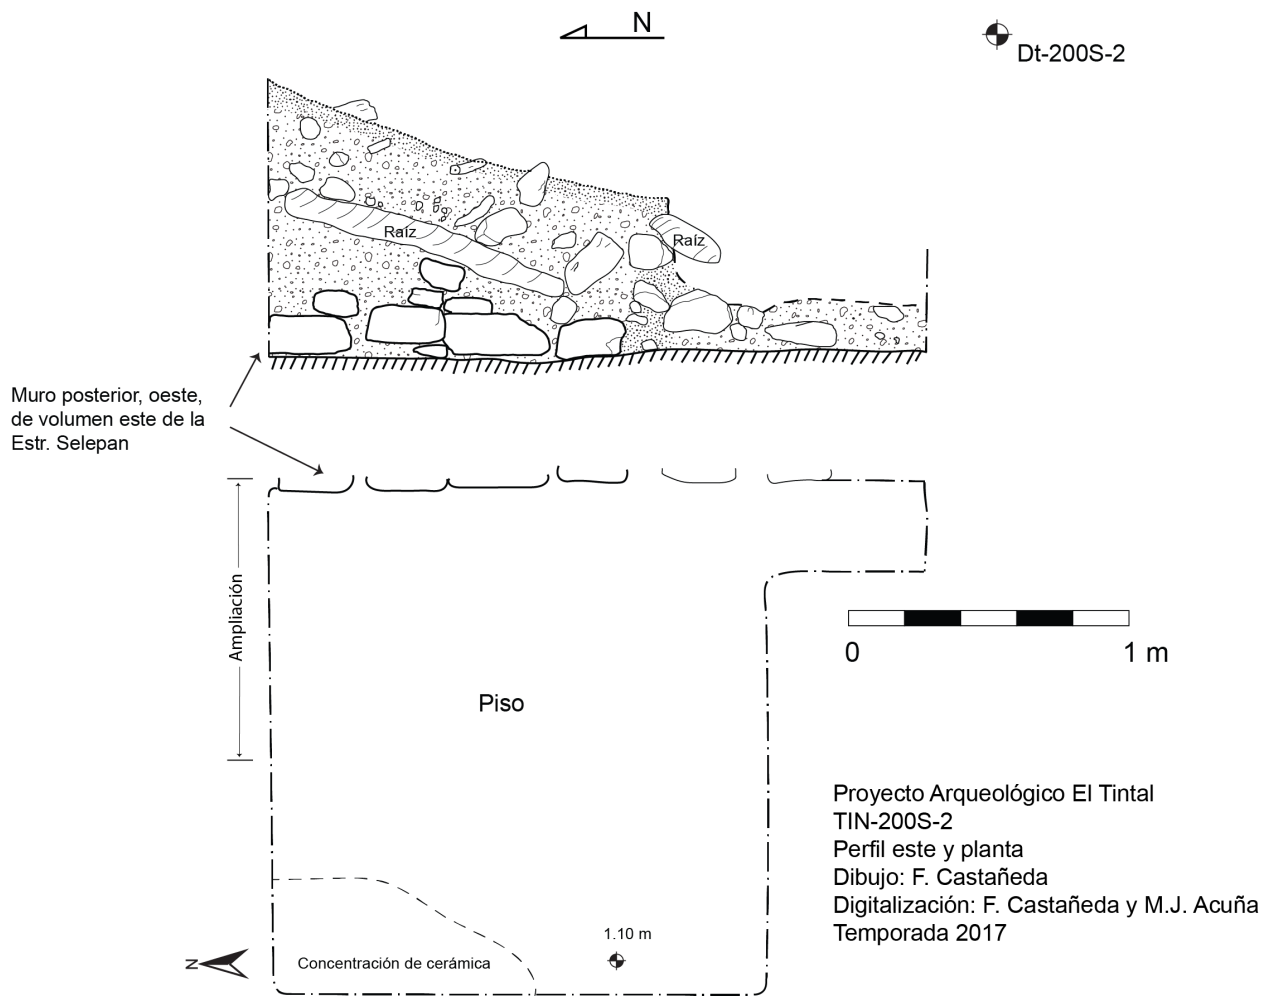 N
Dt-200S-2
Raíz
Raíz
Muro posterior, oeste,
de volumen este de la
Estr. Selepan
Ampliación
Piso
0
1 m
Proyecto Arqueológico El Tintal
TIN-200S-2
Perfil este y planta
Dibujo: F. Castañeda
Digitalización: F. Castañeda y M.J. Acuña
Temporada 2017
1.10 m
N
Concentración de cerámica